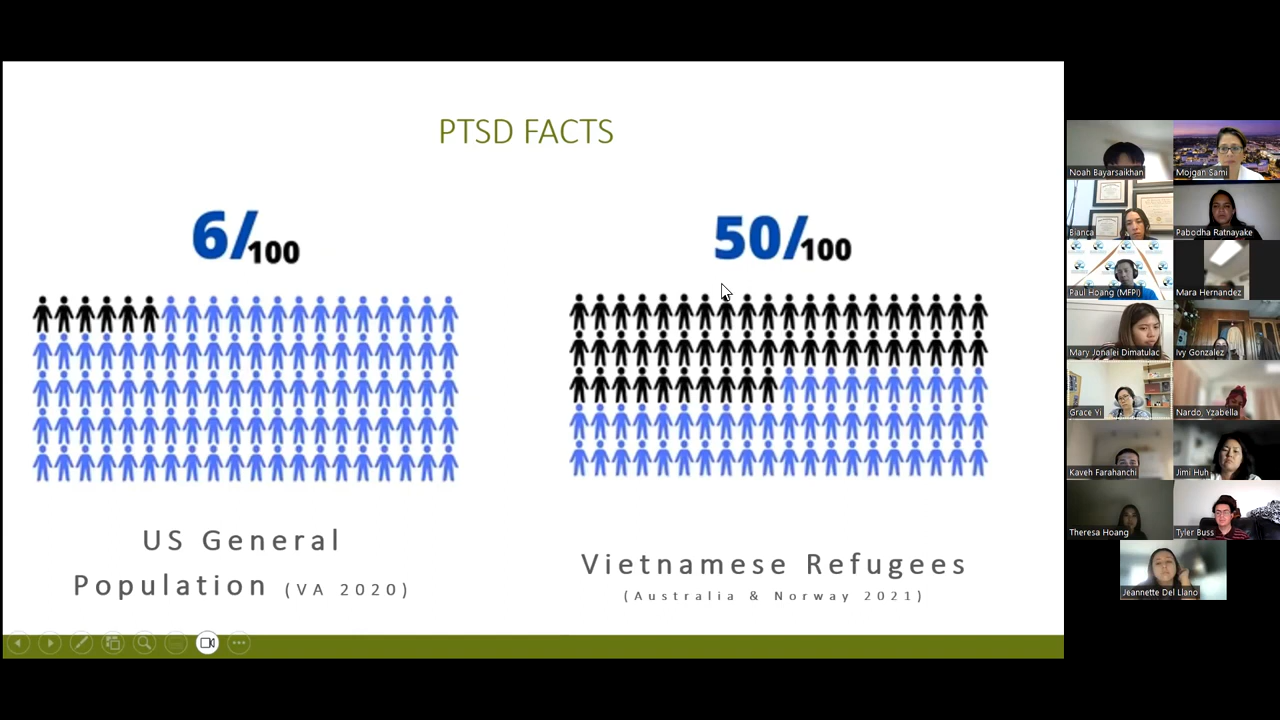 PTSD FACTS
6/100
50/100
US General
Population (VA 2020)
Vietnamese Refugees
(Australia & Norway 2021)
Noah Bayarsaikhan
Mojgan Sami
Bianca
Pabodha Ratnayake
Paul Hoang (MFPI)
Mara Hernandez
Mary Jonalei Dimatulac
Ivy Gonzalez
Grace Yi
Nardo, Yzabella
Kaveh Farahanchi
Jimi Huh
Theresa Hoang
Tyler Buss
Jeannette Del Llano